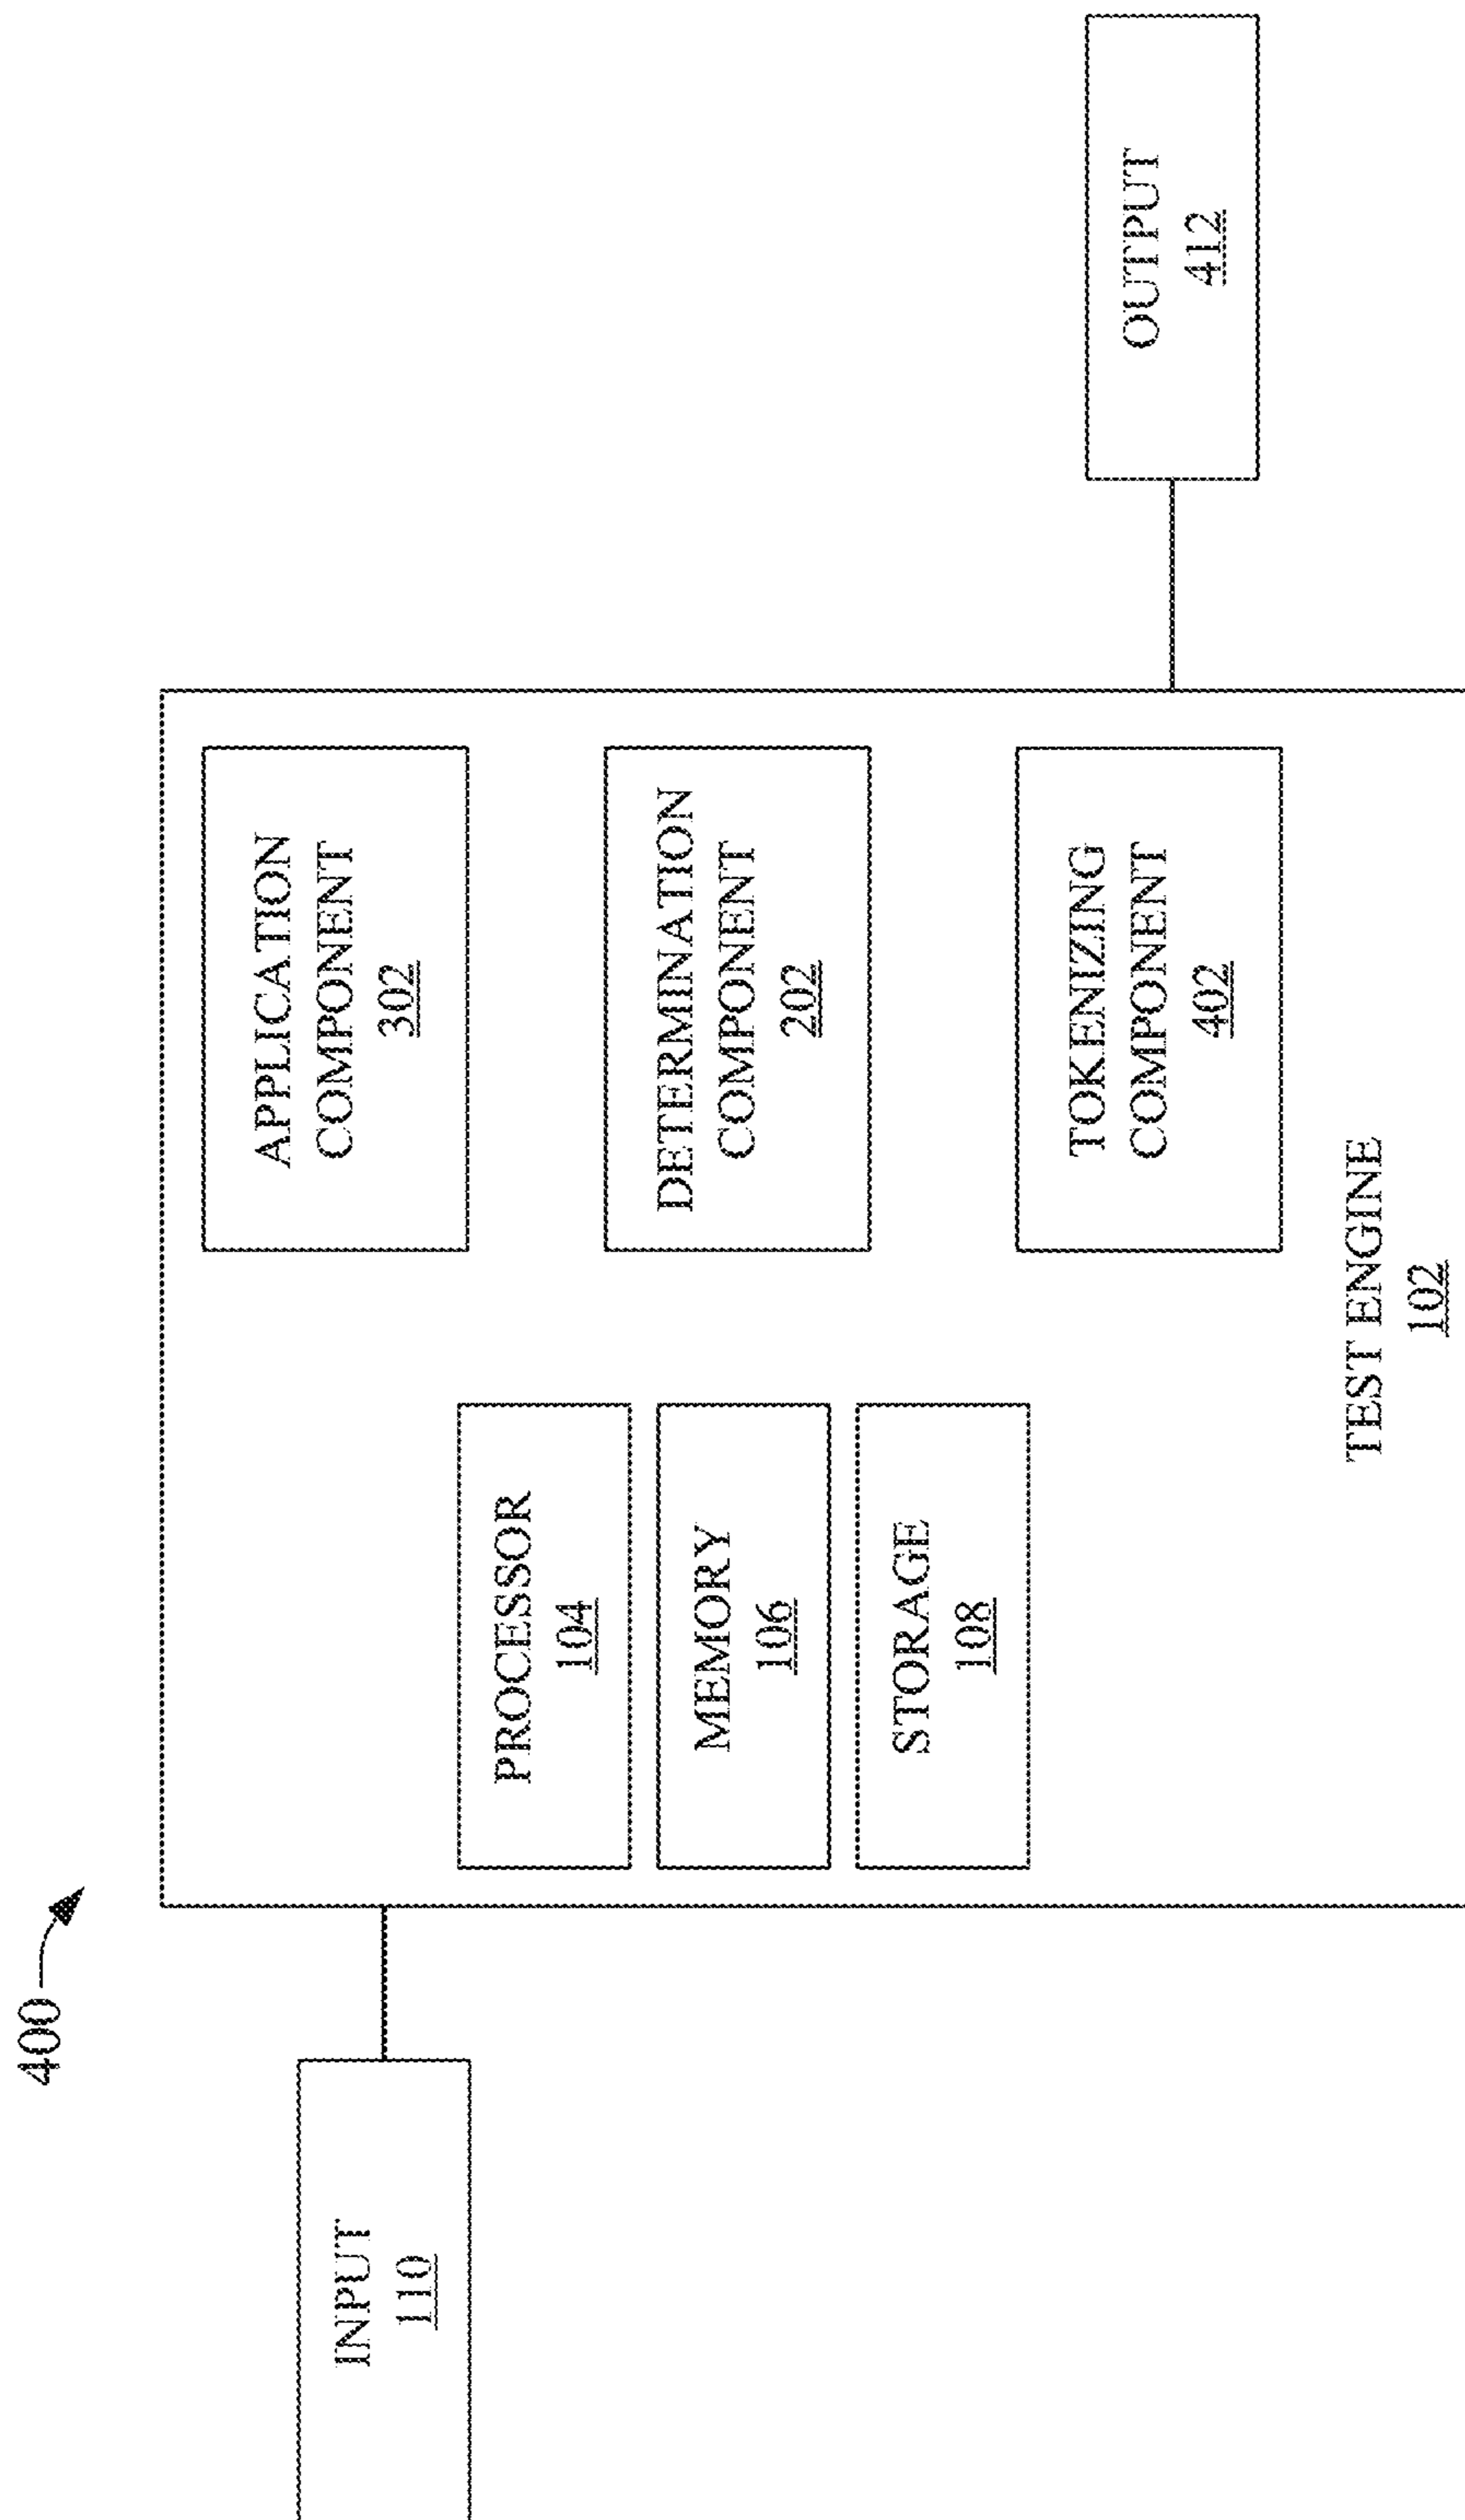 400
INPUT
110
PROCESSOR
104
MEMORY
106
STORAGE
108
APPLICATION
COMPONENT
302
DETERMINATION
COMPONENT
202
TOKENIZING
COMPONENT
402
TEST ENGINE
102
OUTPUT
412